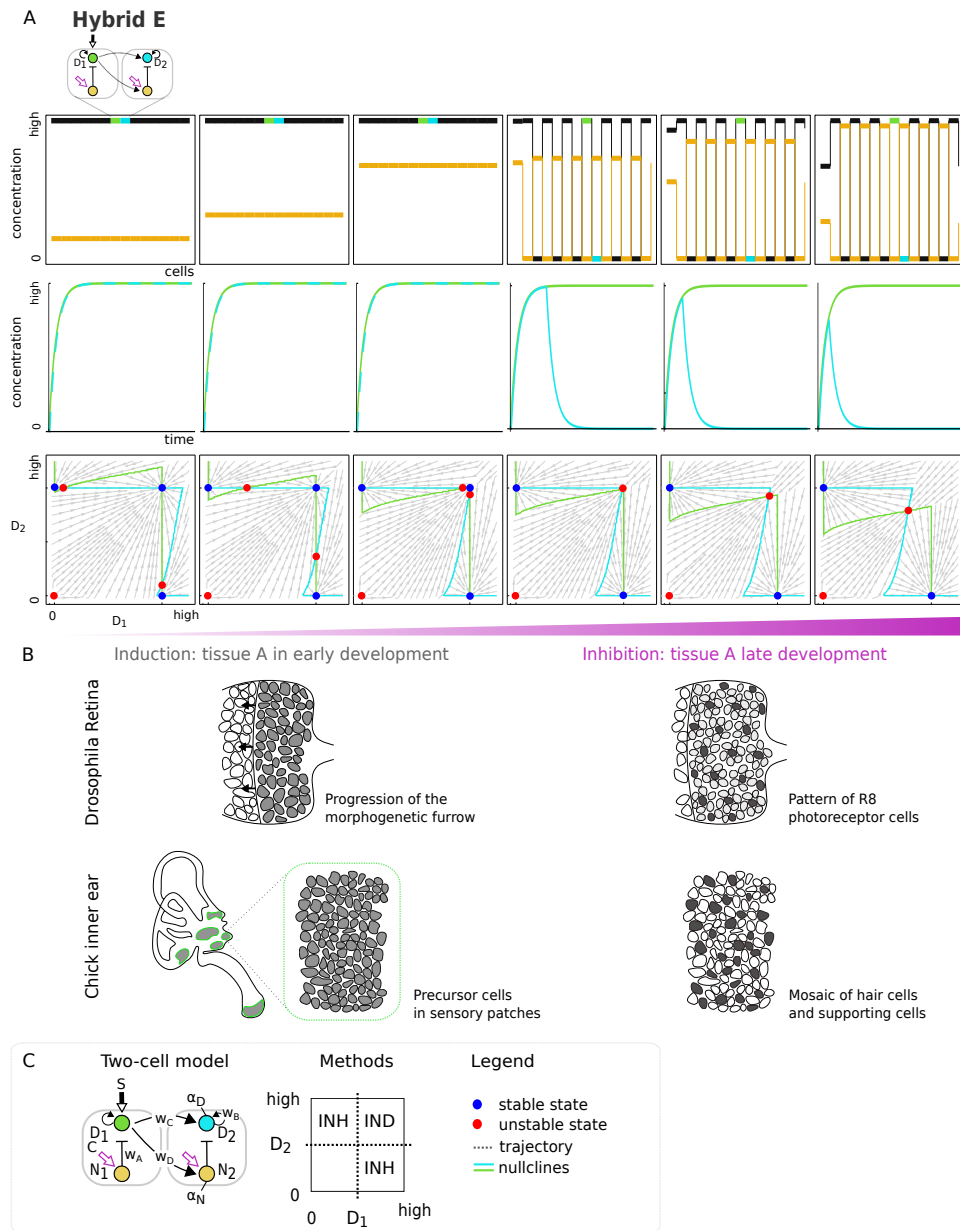 A
Hybrid E
D1
D2
high
concentration
0
cells
high
concentration
0
time
high
D2
0
0
D1
high
B
Induction: tissue A in early development
Inhibition: tissue A late development
Drosophila Retina
Progression of the
morphogenetic furrow
Pattern of R8
photoreceptor cells
Chick inner ear
Precursor cells
in sensory patches
Mosaic of hair cells
and supporting cells
C
Two-cell model
Methods
Legend
S
αD
wC
wB
D1
D2
C
wA
wD
N1
N2
αN
high
INH
IND
D2
INH
0
0
D1
high
stable state
unstable state
trajectory
nullclines